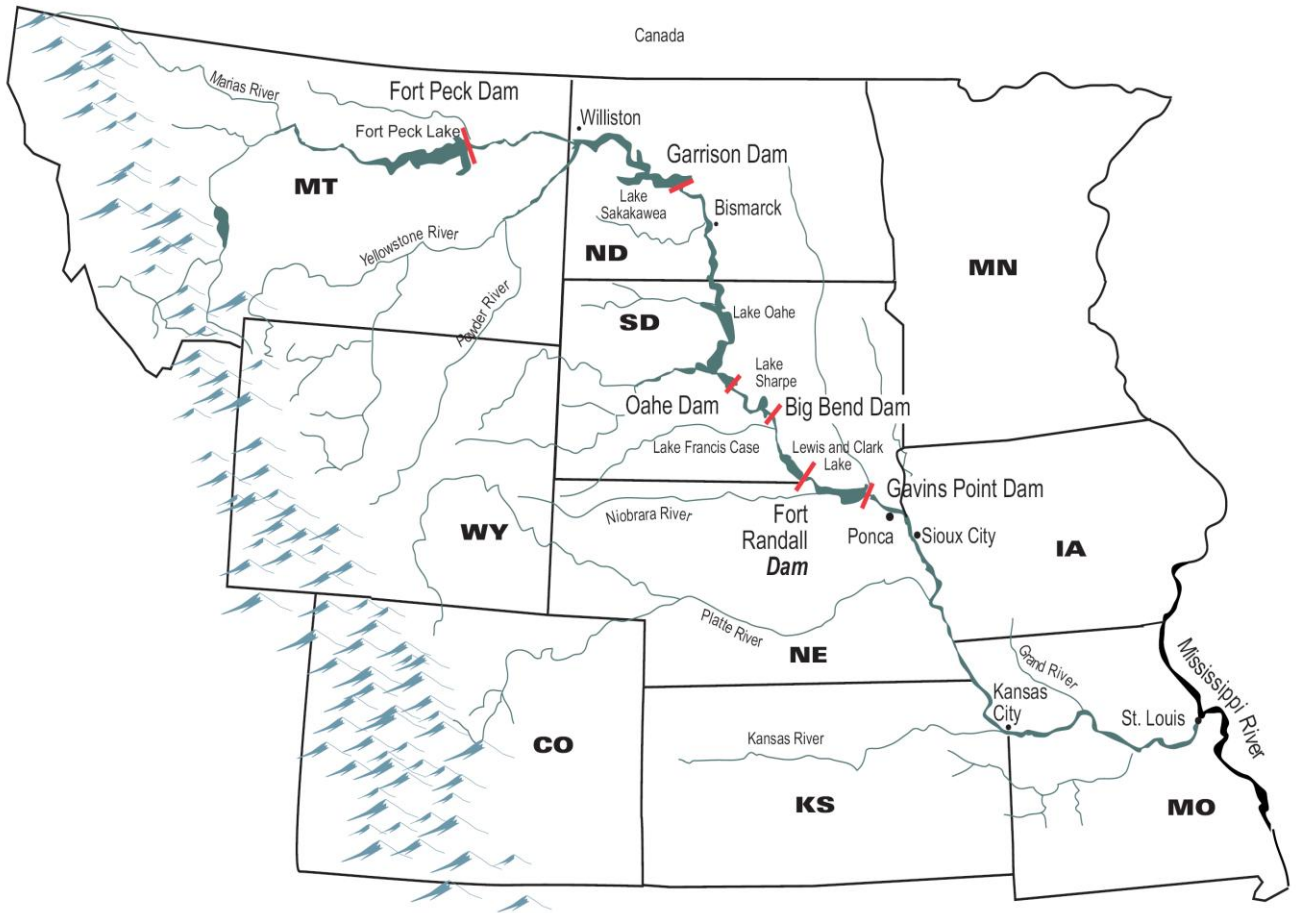 Canada
Marias River
Fort Peck Dam
Fort Peck Lake
Williston
Garrison Dam
MT
Lake
Sakakawea
Bismarck
Yellowstone River
ND
MN
Powder River
SD
Lake Oahe
Lake
Sharpe
Oahe Dam
Big Bend Dam
Lake Francis Case
Lewis and Clark
Lake
Gavins Point Dam
Niobrara River
Fort
Randall
Dam
Ponca
Sioux City
WY
IA
Platte River
NE
Grand River
Mississippi River
Kansas
City
St. Louis
CO
Kansas River
KS
MO